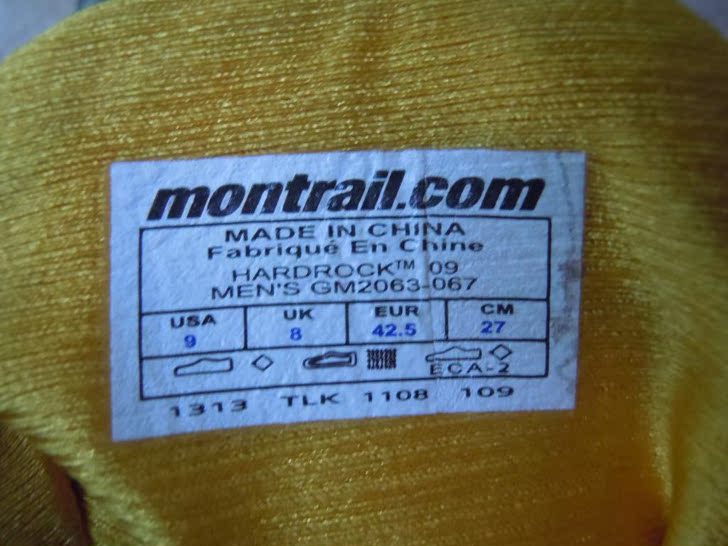 montrail.com
MADE IN CHINA
Fabriqué En Chine
HARDROCK™ 09
MEN'S GM2063-067
USA UK EUR CM
9 8 42.5 27
ECA-2
1313 TLK 1108 109